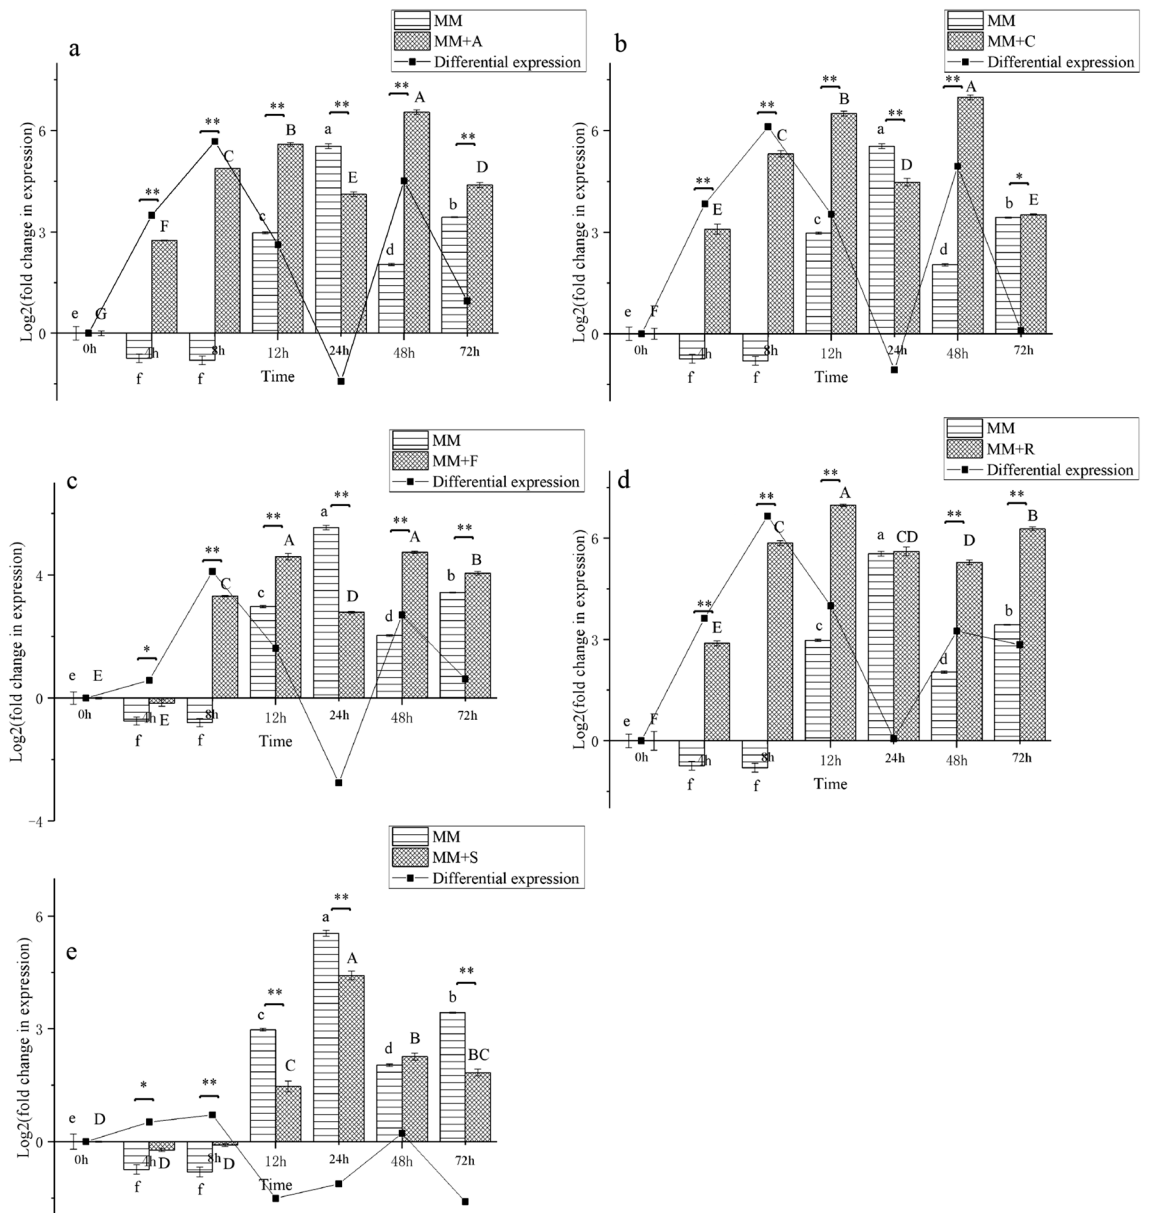 a
MM
MM+A
Differential expression
Log2(fold change in expression)
6
3
0
** ** ** ** ** **
e G F C c B a E d A b D
f f
0h 4h 8h 12h 24h 48h 72h
Time
b
MM
MM+C
Differential expression
Log2(fold change in expression)
6
3
0
** ** ** ** ** *
e F E C c B a D d A b E
f f
0h 4h 8h 12h 24h 48h 72h
Time
c
MM
MM+F
Differential expression
Log2(fold change in expression)
4
0
−4
* ** ** ** ** **
e E E C c A a D d A b B
f f
0h 4h 8h 12h 24h 48h 72h
Time
d
MM
MM+R
Differential expression
Log2(fold change in expression)
6
3
0
** ** ** ** **
e F E C c A a CD d D b B
f f
0h 4h 8h 12h 24h 48h 72h
Time
e
MM
MM+S
Differential expression
Log2(fold change in expression)
6
3
0
* ** ** ** **
e D D D c C a A d B b BC
f f
0h 4h 8h 12h 24h 48h 72h
Time